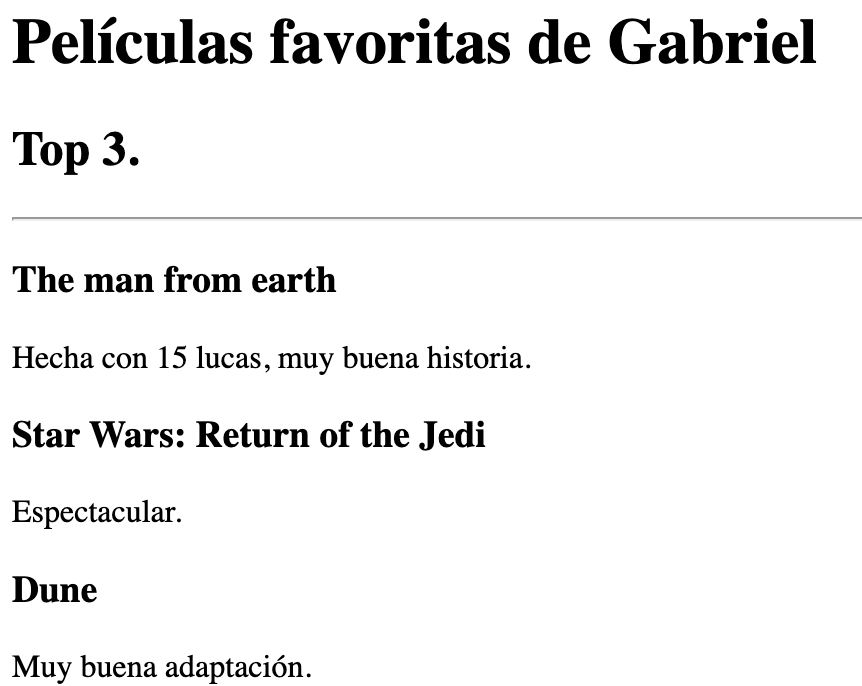 Películas favoritas de Gabriel
Top 3.
The man from earth
Hecha con 15 lucas, muy buena historia.
Star Wars: Return of the Jedi
Espectacular.
Dune
Muy buena adaptación.